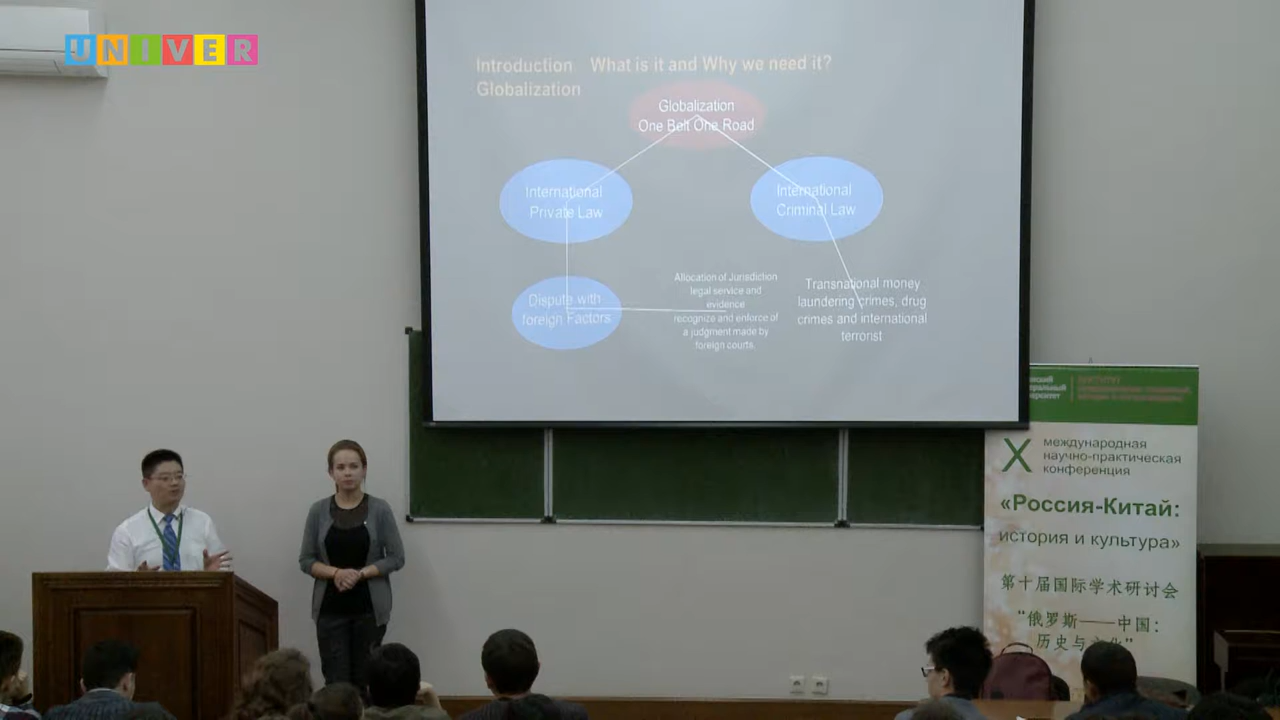 UNIVER
Introduction What is it and Why we need it?
Globalization
Globalization
One Belt One Road
International
Private Law
International
Criminal Law
Dispute with
foreign Factors
Allocation of Jurisdiction
legal service and
evidence
recognize and enforce of
a judgment made by
foreign courts.
Transnational money
laundering crimes, drug
crimes and international
terrorist
X
международная
научно-практическая
конференция
«Россия-Китай:
история и культура»
第十届国际学术研讨会
“俄罗斯——中国:
历史与文化”